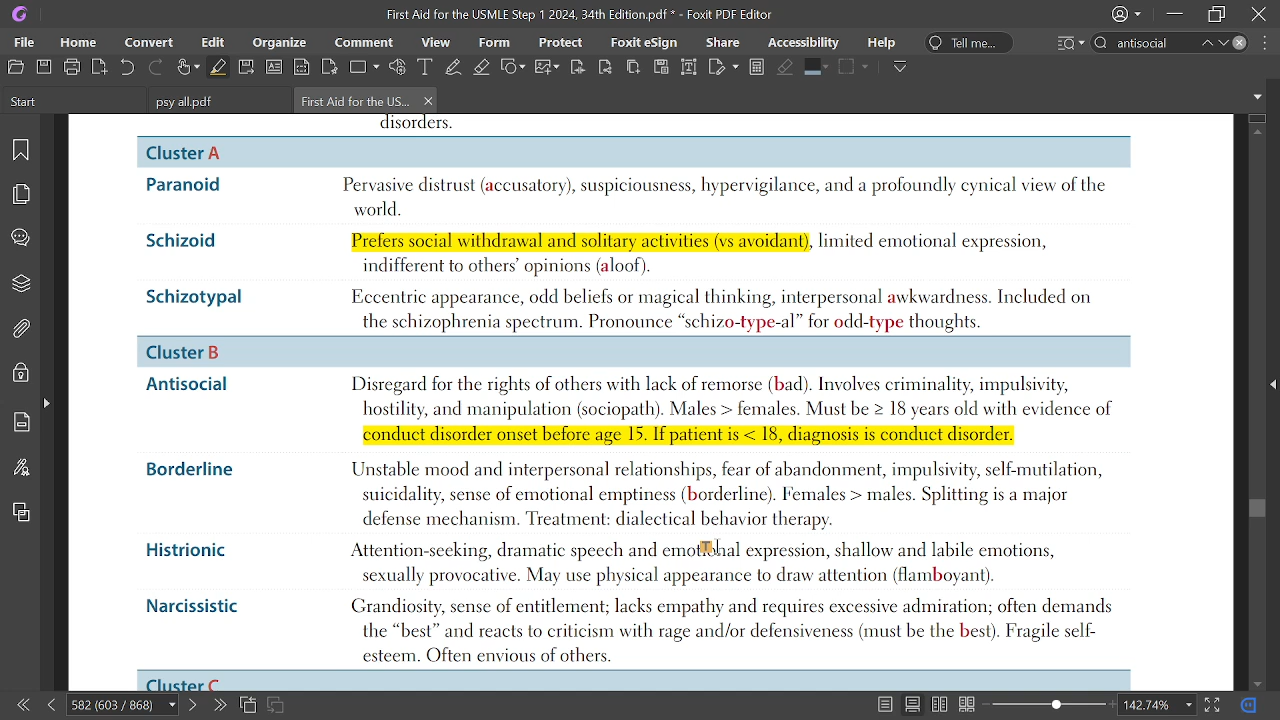 First Aid for the USMLE Step 1 2024, 34th Edition.pdf * - Foxit PDF Editor
File Home Convert Edit Organize Comment View Form Protect Foxit eSign Share Accessibility Help Tell me... antisocial
Start psy all.pdf First Aid for the US...
disorders.
Cluster A
Paranoid Pervasive distrust (accusatory), suspiciousness, hypervigilance, and a profoundly cynical view of the
world.
Schizoid Prefers social withdrawal and solitary activities (vs avoidant), limited emotional expression,
indifferent to others' opinions (aloof).
Schizotypal Eccentric appearance, odd beliefs or magical thinking, interpersonal awkwardness. Included on
the schizophrenia spectrum. Pronounce “schizo-type-al” for odd-type thoughts.
Cluster B
Antisocial Disregard for the rights of others with lack of remorse (bad). Involves criminality, impulsivity,
hostility, and manipulation (sociopath). Males > females. Must be ≥ 18 years old with evidence of
conduct disorder onset before age 15. If patient is < 18, diagnosis is conduct disorder.
Borderline Unstable mood and interpersonal relationships, fear of abandonment, impulsivity, self-mutilation,
suicidality, sense of emotional emptiness (borderline). Females > males. Splitting is a major
defense mechanism. Treatment: dialectical behavior therapy.
Histrionic Attention-seeking, dramatic speech and emotional expression, shallow and labile emotions,
sexually provocative. May use physical appearance to draw attention (flamboyant).
Narcissistic Grandiosity, sense of entitlement; lacks empathy and requires excessive admiration; often demands
the “best” and reacts to criticism with rage and/or defensiveness (must be the best). Fragile self-
esteem. Often envious of others.
Cluster C
582 (603 / 868) 142.74%